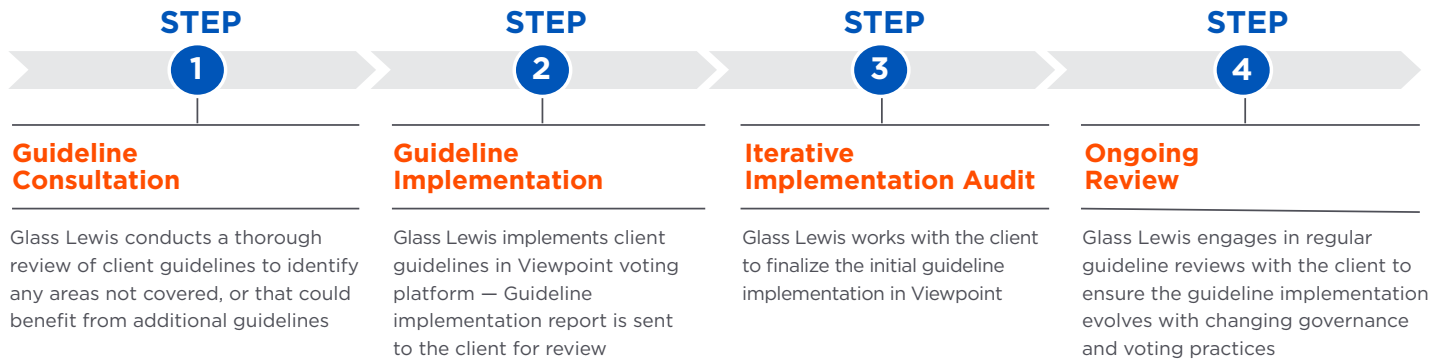 STEP
1
Guideline
Consultation
Glass Lewis conducts a thorough
review of client guidelines to identify
any areas not covered, or that could
benefit from additional guidelines
STEP
2
Guideline
Implementation
Glass Lewis implements client
guidelines in Viewpoint voting
platform — Guideline
implementation report is sent
to the client for review
STEP
3
Iterative
Implementation Audit
Glass Lewis works with the client
to finalize the initial guideline
implementation in Viewpoint
STEP
4
Ongoing
Review
Glass Lewis engages in regular
guideline reviews with the client to
ensure the guideline implementation
evolves with changing governance
and voting practices